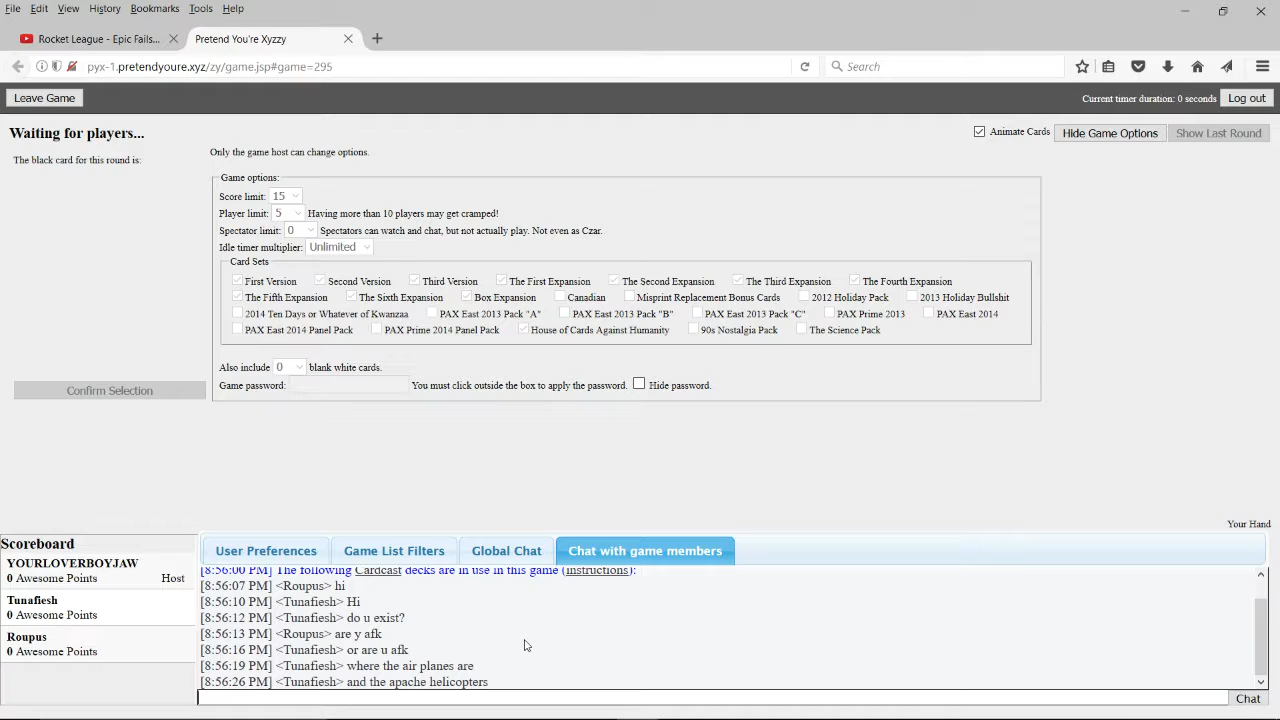 File Edit View History Bookmarks Tools Help
Rocket League - Epic Fails...
Pretend You're Xyzzy
pyx-1.pretendyoure.xyz/zy/game.jsp#game=295
Search
Leave Game
Current timer duration: 0 seconds
Log out
Waiting for players...
Animate Cards
Hide Game Options
Show Last Round
The black card for this round is:
Only the game host can change options.
Game options:
Score limit: 15
Player limit: 5 Having more than 10 players may get cramped!
Spectator limit: 0 Spectators can watch and chat, but not actually play. Not even as Czar.
Idle timer multiplier: Unlimited
Card Sets
First Version Second Version Third Version The First Expansion The Second Expansion The Third Expansion The Fourth Expansion
The Fifth Expansion The Sixth Expansion Box Expansion Canadian Misprint Replacement Bonus Cards 2012 Holiday Pack 2013 Holiday Bullshit
2014 Ten Days or Whatever of Kwanzaa PAX East 2013 Pack "A" PAX East 2013 Pack "B" PAX East 2013 Pack "C" PAX Prime 2013 PAX East 2014
PAX East 2014 Panel Pack PAX Prime 2014 Panel Pack House of Cards Against Humanity 90s Nostalgia Pack The Science Pack
Also include 0 blank white cards.
Game password: You must click outside the box to apply the password. Hide password.
Confirm Selection
Your Hand
Scoreboard
YOURLOVERBOYJAW
0 Awesome Points Host
Tunafiesh
0 Awesome Points
Roupus
0 Awesome Points
User Preferences
Game List Filters
Global Chat
Chat with game members
[8:56:00 PM] The following Cardcast decks are in use in this game (instructions):
[8:56:07 PM] <Roupus> hi
[8:56:10 PM] <Tunafiesh> Hi
[8:56:12 PM] <Tunafiesh> do u exist?
[8:56:13 PM] <Roupus> are y afk
[8:56:16 PM] <Tunafiesh> or are u afk
[8:56:19 PM] <Tunafiesh> where the air planes are
[8:56:26 PM] <Tunafiesh> and the apache helicopters
Chat